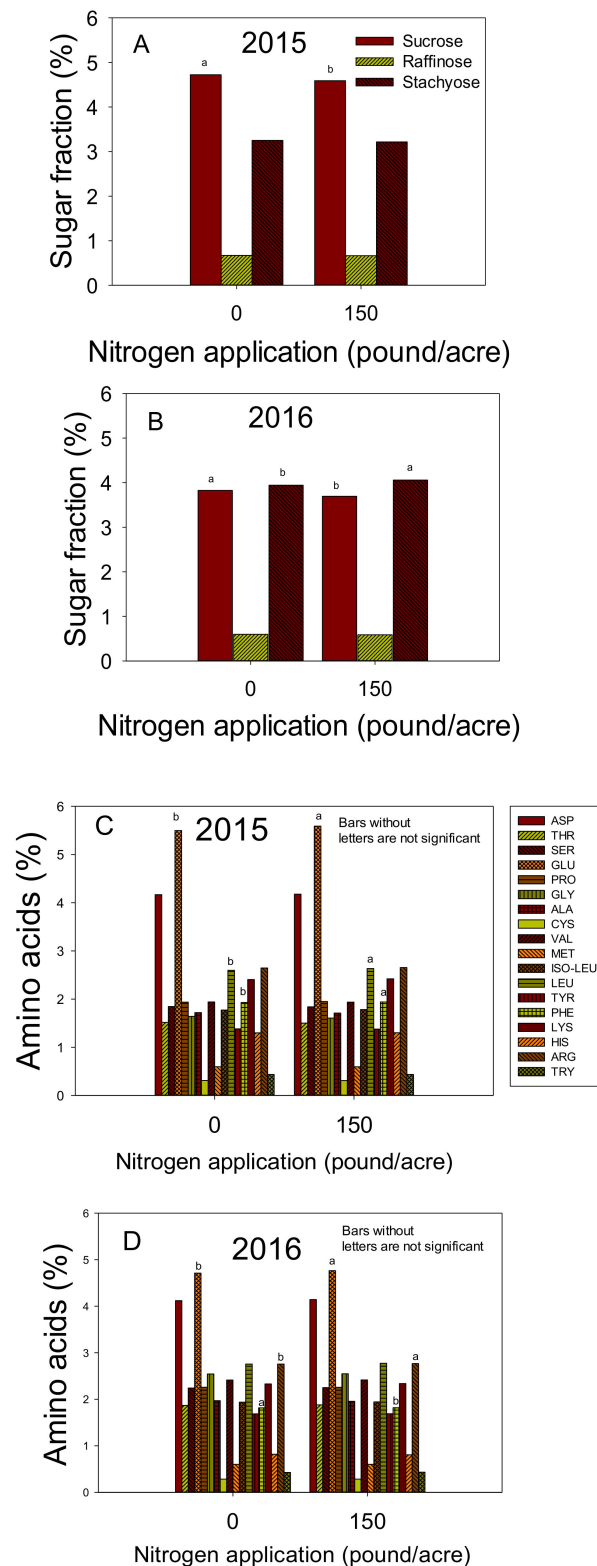 A
2015
Sucrose
Raffinose
Stachyose
a
b
6
5
4
3
2
1
0
Sugar fraction (%)
0
150
Nitrogen application (pound/acre)
B
2016
a
b
b
a
6
5
4
3
2
1
0
Sugar fraction (%)
0
150
Nitrogen application (pound/acre)
C
2015
Bars without
letters are not significant
b
a
b
b
a
a
6
5
4
3
2
1
0
Amino acids (%)
0
150
Nitrogen application (pound/acre)
ASP
THR
SER
GLU
PRO
GLY
ALA
CYS
VAL
MET
ISO-LEU
LEU
TYR
PHE
LYS
HIS
ARG
TRY
D
2016
Bars without
letters are not significant
b
a
b
a
a
b
6
5
4
3
2
1
0
Amino acids (%)
0
150
Nitrogen application (pound/acre)